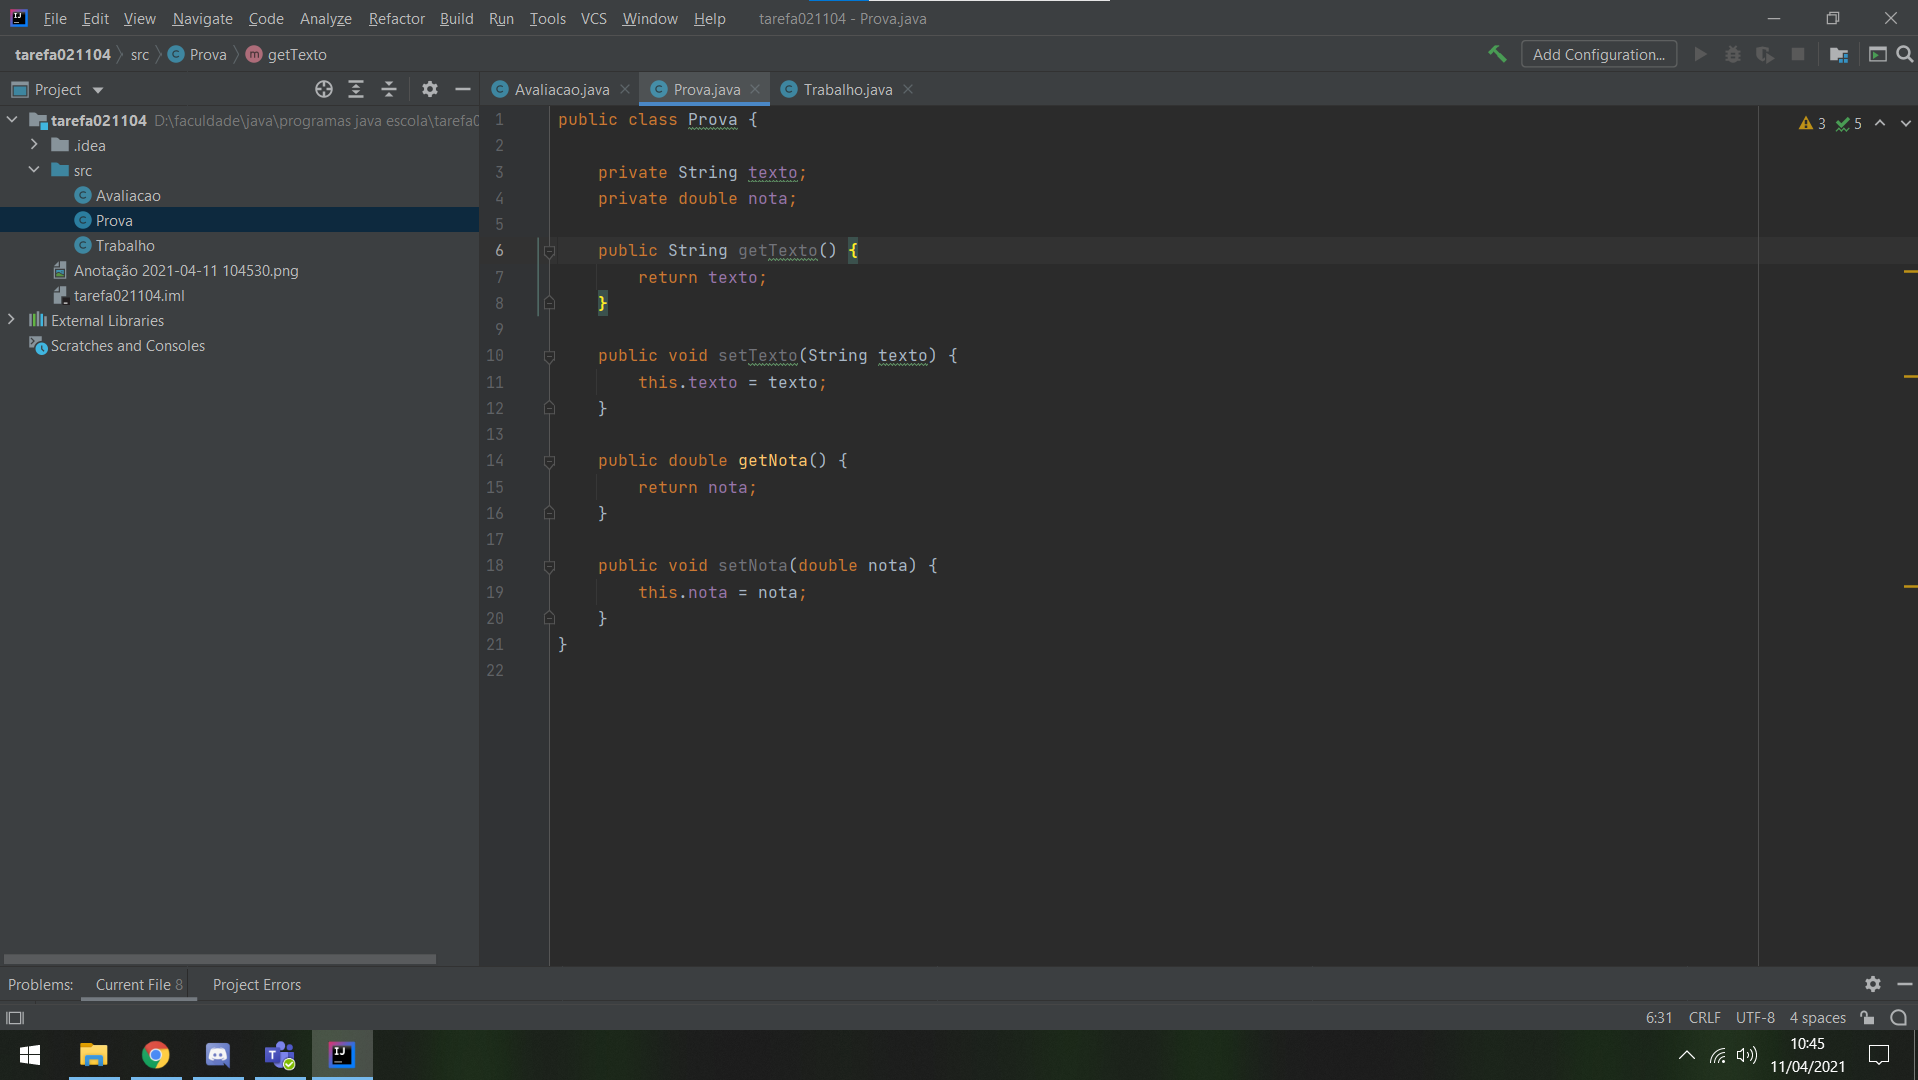 File Edit View Navigate Code Analyze Refactor Build Run Tools VCS Window Help tarefa021104 - Prova.java
tarefa021104 src Prova getTexto Add Configuration...
Project
Avaliacao.java Prova.java Trabalho.java
tarefa021104 D:\faculdade\java\programas java escola\tarefa0
.idea
src
Avaliacao
Prova
Trabalho
Anotação 2021-04-11 104530.png
tarefa021104.iml
External Libraries
Scratches and Consoles
3 5
1 public class Prova {
2
3 private String texto;
4 private double nota;
5
6 public String getTexto() {
7 return texto;
8 }
9
10 public void setTexto(String texto) {
11 this.texto = texto;
12 }
13
14 public double getNota() {
15 return nota;
16 }
17
18 public void setNota(double nota) {
19 this.nota = nota;
20 }
21 }
22
Problems: Current File 8 Project Errors
6:31 CRLF UTF-8 4 spaces
10:45
11/04/2021